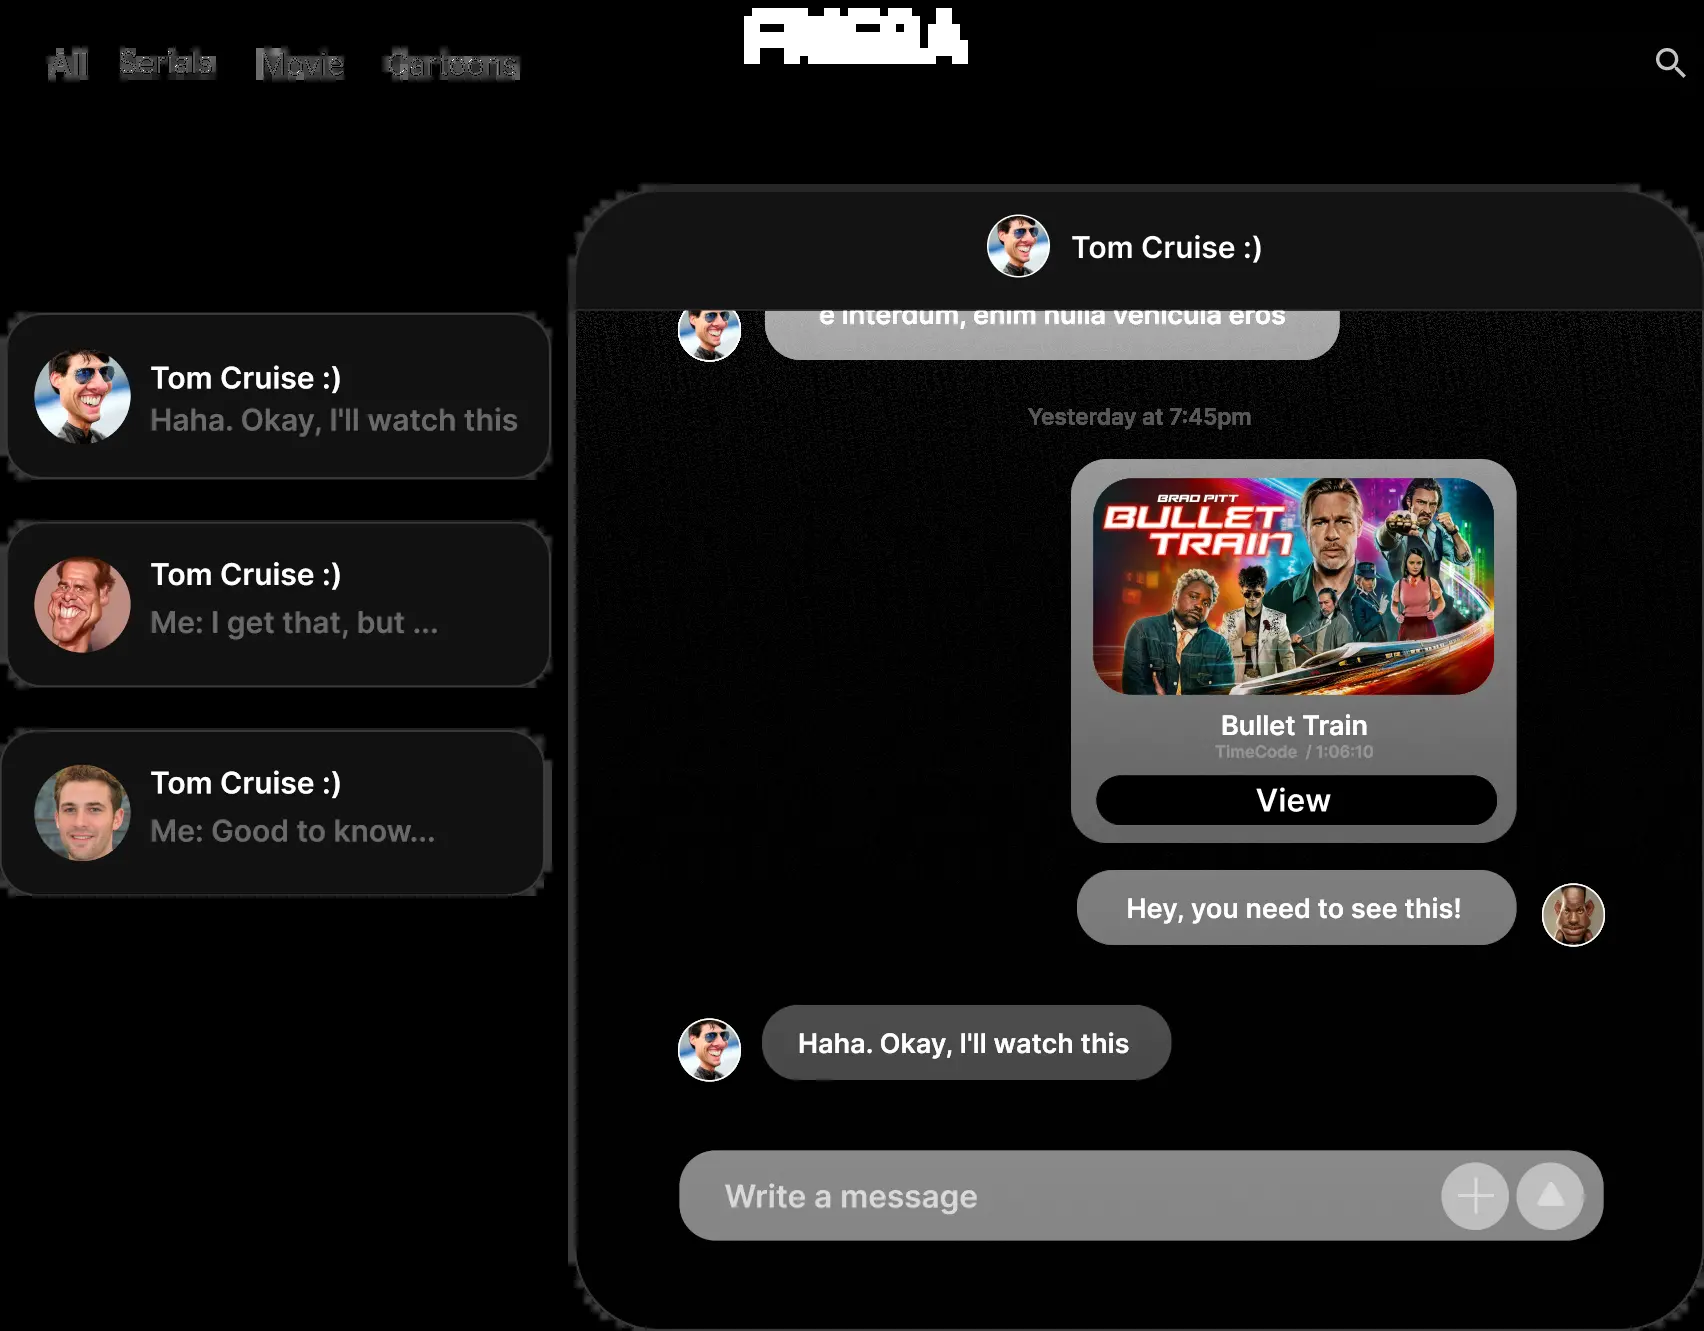 All Serials Movie Cartoons
Tom Cruise :)
Haha. Okay, I'll watch this
Tom Cruise :)
Me: I get that, but ...
Tom Cruise :)
Me: Good to know...
Tom Cruise :)
e interdum, enim nulla vehicula eros
Yesterday at 7:45pm
BRAD PITT
BULLET
TRAIN
Bullet Train
TimeCode / 1:06:10
View
Hey, you need to see this!
Haha. Okay, I'll watch this
Write a message